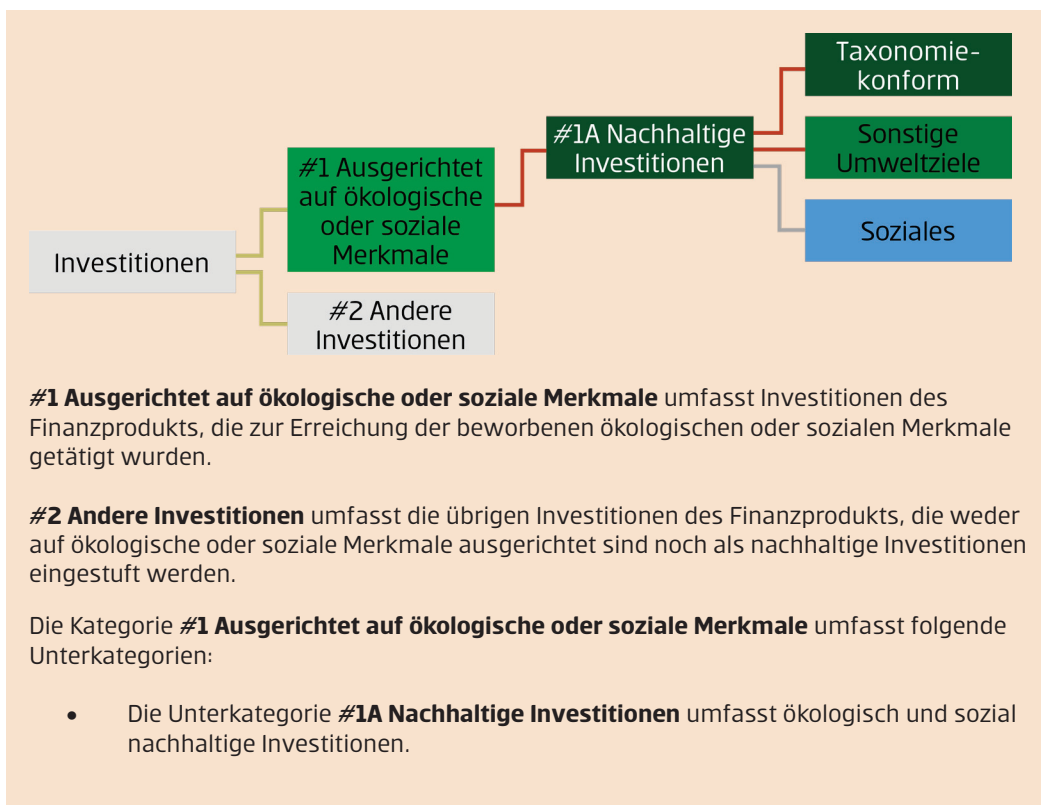 Taxonomie-
konform
#1A Nachhaltige
Investitionen
Sonstige
Umweltziele
#1 Ausgerichtet
auf ökologische
oder soziale
Merkmale
Soziales
Investitionen
#2 Andere
Investitionen
#1 Ausgerichtet auf ökologische oder soziale Merkmale umfasst Investitionen des
Finanzprodukts, die zur Erreichung der beworbenen ökologischen oder sozialen Merkmale
getätigt wurden.
#2 Andere Investitionen umfasst die übrigen Investitionen des Finanzprodukts, die weder
auf ökologische oder soziale Merkmale ausgerichtet sind noch als nachhaltige Investitionen
eingestuft werden.
Die Kategorie #1 Ausgerichtet auf ökologische oder soziale Merkmale umfasst folgende
Unterkategorien:
• Die Unterkategorie #1A Nachhaltige Investitionen umfasst ökologisch und sozial
nachhaltige Investitionen.